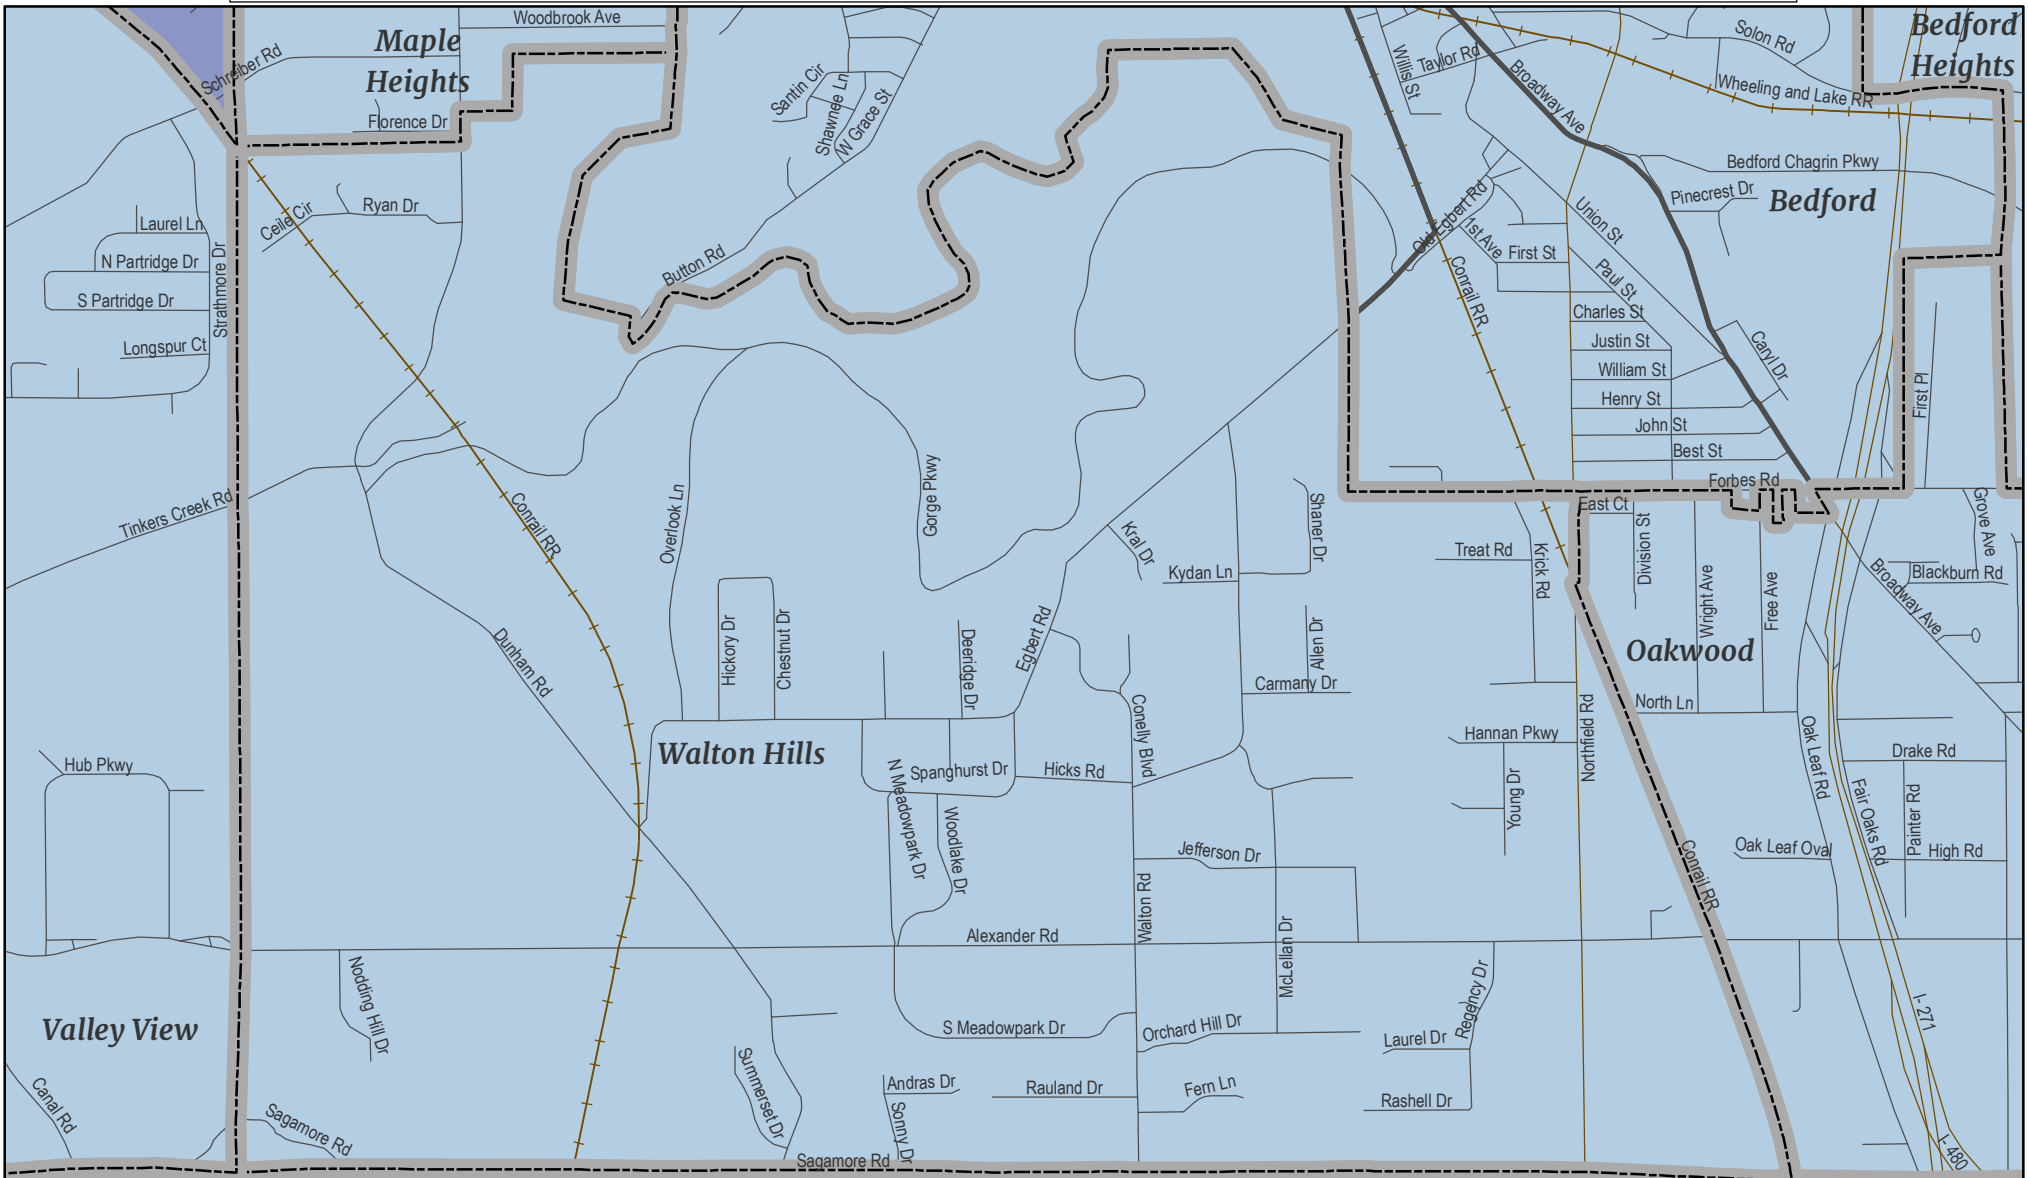 Woodbrook Ave
Maple
Heights
Schreiber Rd
Florence Dr
Santin Cir
Shawnee Ln
W Grace St
Willis St
Taylor Rd
Broadway Ave
Solon Rd
Wheeling and Lake RR
Bedford
Heights
Bedford Chagrin Pkwy
Pinecrest Dr
Bedford
Laurel Ln
N Partridge Dr
S Partridge Dr
Longspur Ct
Strathmore Dr
Ceile Cir
Ryan Dr
Button Rd
Old Egbert Rd
1st Ave
First St
Union St
Paul St
Conrail RR
Charles St
Justin St
William St
Henry St
John St
Best St
Caryl Dr
First Pl
Forbes Rd
Tinkers Creek Rd
Conrail RR
Overlook Ln
Gorge Pkwy
Kral Dr
Shaner Dr
Kydan Ln
Treat Rd
Krick Rd
East Ct
Division St
Wright Ave
Free Ave
Grove Ave
Blackburn Rd
Broadway Ave
Dunham Rd
Hickory Dr
Chestnut Dr
Deeridge Dr
Egbert Rd
Allen Dr
Carmany Dr
Oakwood
North Ln
Walton Hills
Conelly Blvd
Hannan Pkwy
Northfield Rd
Oak Leaf Rd
Drake Rd
Hub Pkwy
N Meadowpark Dr
Spanghurst Dr
Hicks Rd
Woodlake Dr
Young Dr
Fair Oaks Rd
Painter Rd
Jefferson Dr
Conrail RR
Oak Leaf Oval
High Rd
Walton Rd
Alexander Rd
McLellan Dr
Regency Dr
Nodding Hill Dr
Valley View
S Meadowpark Dr
Orchard Hill Dr
Laurel Dr
I-271
Canal Rd
Sagamore Rd
Summerset Dr
Andras Dr
Sonny Dr
Rauland Dr
Fern Ln
Rashell Dr
Sagamore Rd
I-480